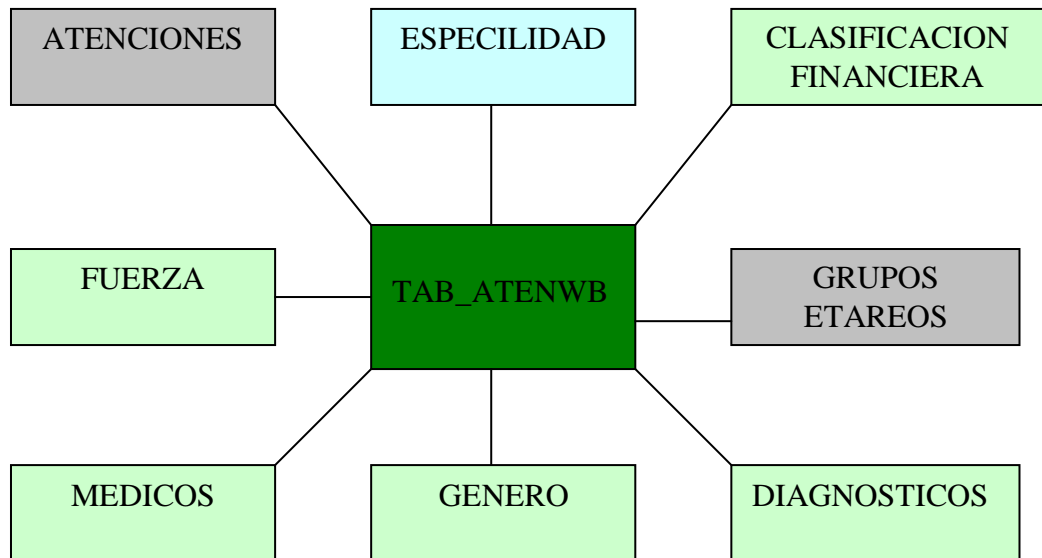 ATENCIONES
ESPECILIDAD
CLASIFICACION
FINANCIERA
FUERZA
TAB_ATENWB
GRUPOS
ETAREOS
MEDICOS
GENERO
DIAGNOSTICOS